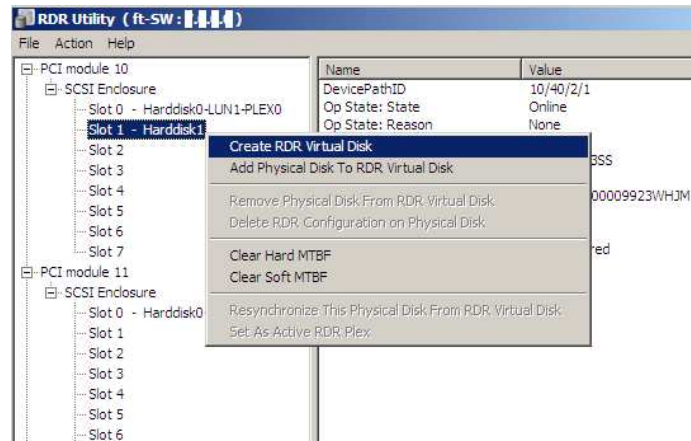 RDR Utility ( ft-SW : . . . )
File Action Help
PCI module 10
SCSI Enclosure
Slot 0 - Harddisk0-LUN1-PLEX0
Slot 1 - Harddisk1
Slot 2
Slot 3
Slot 4
Slot 5
Slot 6
Slot 7
PCI module 11
SCSI Enclosure
Slot 0 - Harddisk0
Slot 1
Slot 2
Slot 3
Slot 4
Slot 5
Slot 6
Name Value
DevicePathID 10/40/2/1
Op State: State Online
Op State: Reason None
3SS
00009923WHJM
red
Create RDR Virtual Disk
Add Physical Disk To RDR Virtual Disk
Remove Physical Disk From RDR Virtual Disk
Delete RDR Configuration on Physical Disk
Clear Hard MTBF
Clear Soft MTBF
Resynchronize This Physical Disk From RDR Virtual Disk
Set As Active RDR Plex